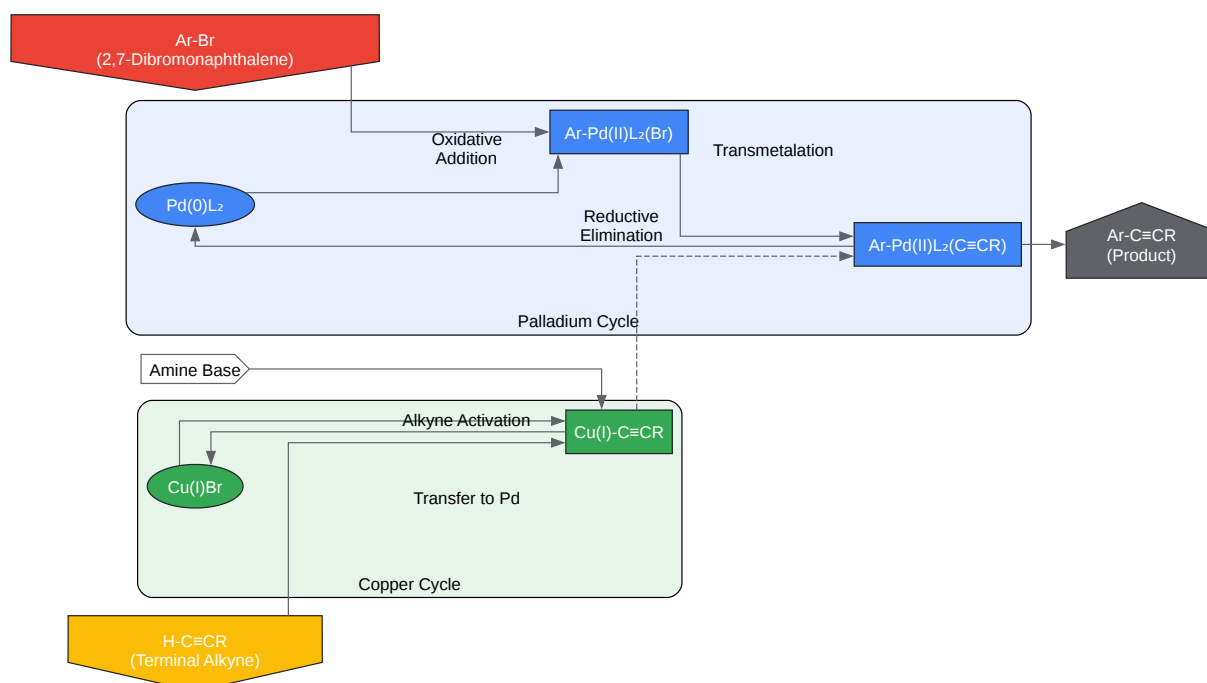 Ar-Br
(2,7-Dibromonaphthalene)
Ar-Pd(II)L₂(Br)
Oxidative
Addition
Transmetalation
Pd(0)L₂
Reductive
Elimination
Ar-Pd(II)L₂(C≡CR)
Ar-C≡CR
(Product)
Palladium Cycle
Amine Base
Alkyne Activation
Cu(I)-C≡CR
Cu(I)Br
Transfer to Pd
Copper Cycle
H-C≡CR
(Terminal Alkyne)